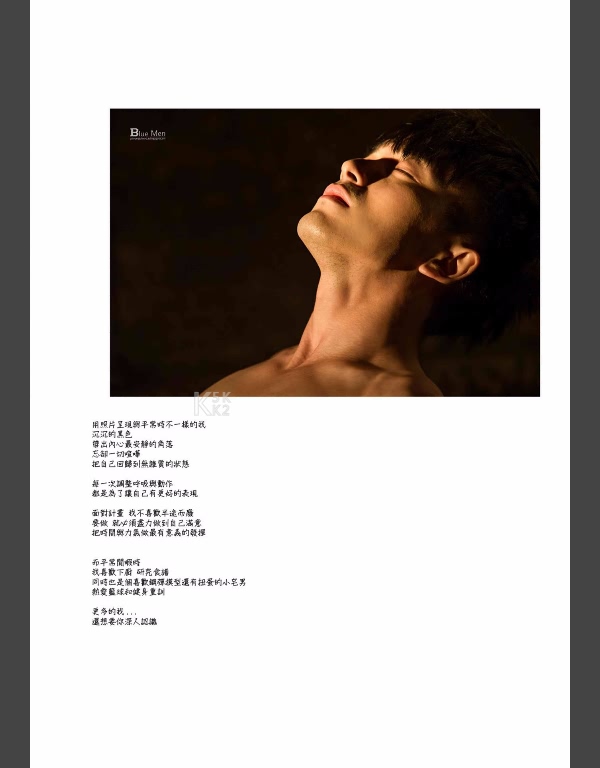 Blue Men
K5K
K2
用照片呈現與平常時不一樣的我
沉沉的黑色
帶出內心最安靜的角落
忘卻一切喧嘩
把自己回歸到無雜質的狀態
每一次調整呼吸與動作
都是為了讓自己有更好的表現
面對計畫 我不喜歡半途而廢
要做 就必須盡力做到自己滿意
把時間與力氣做最有意義的發揮
而平常閒暇時
我喜歡下廚 研究食譜
同時也是個喜歡鋼彈模型還有扭蛋的小宅男
熱愛籃球和健身重訓
更多的我...
還想要你深入認識